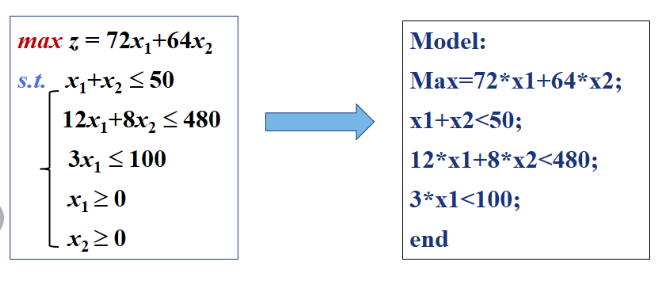 max z = 72x₁+64x₂
s.t. x₁+x₂ ≤ 50
12x₁+8x₂ ≤ 480
3x₁ ≤ 100
x₁ ≥ 0
x₂ ≥ 0
Model:
Max=72*x1+64*x2;
x1+x2<50;
12*x1+8*x2<480;
3*x1<100;
end